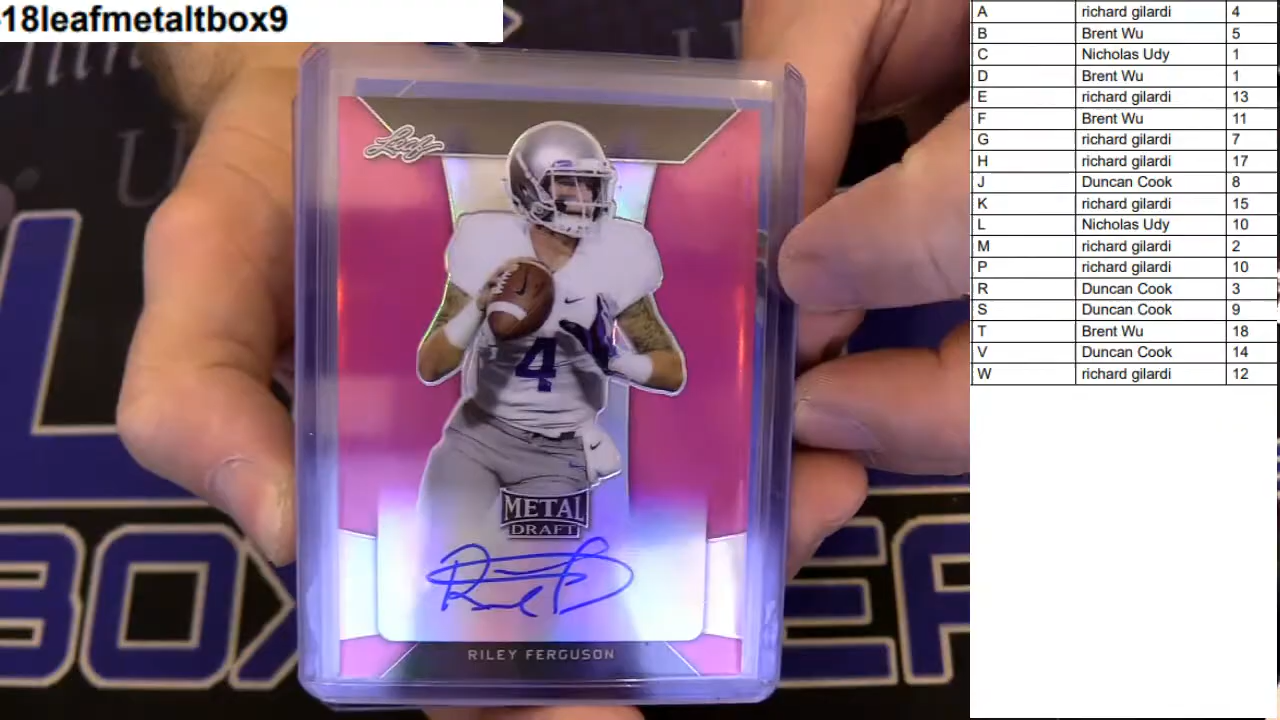 -18leafmetaltbox9
A richard gilardi 4
B Brent Wu 5
C Nicholas Udy 1
D Brent Wu 1
E richard gilardi 13
F Brent Wu 11
G richard gilardi 7
H richard gilardi 17
J Duncan Cook 8
K richard gilardi 15
L Nicholas Udy 10
M richard gilardi 2
P richard gilardi 10
R Duncan Cook 3
S Duncan Cook 9
T Brent Wu 18
V Duncan Cook 14
W richard gilardi 12
Leaf
4
METAL
DRAFT
RILEY FERGUSON